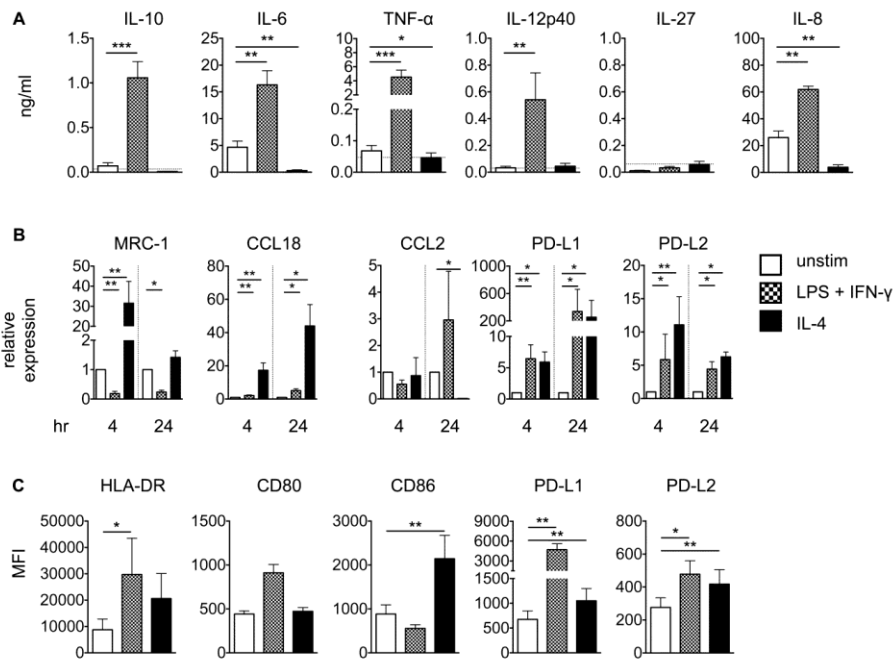 A IL-10 IL-6 TNF-α IL-12p40 IL-27 IL-8
ng/ml
1.5 1.0 0.5 0.0 ***
20 15 10 5 0 ** **
8 6 4 2 0.1 0.0 * ***
1.0 0.8 0.6 0.4 0.2 0.0 **
1.0 0.8 0.6 0.4 0.2 0.0
100 80 60 40 20 0 ** **
B MRC-1 CCL18 CCL2 PD-L1 PD-L2
relative
expression
50 40 30 20 10 2 1 0 ** ** *
80 60 40 20 0 ** ** * *
5 4 3 2 1 0 *
1000 600 200 15 10 5 0 * ** * *
20 15 10 5 0 ** * * *
unstim
LPS + IFN-γ
IL-4
hr 4 24 4 24 4 24 4 24 4 24
C HLA-DR CD80 CD86 PD-L1 PD-L2
MFI
50000 40000 30000 20000 10000 0 *
1500 1000 500 0
3000 2000 1000 0 **
9000 6000 3000 1500 1000 500 0 ** **
800 600 400 200 0 * **